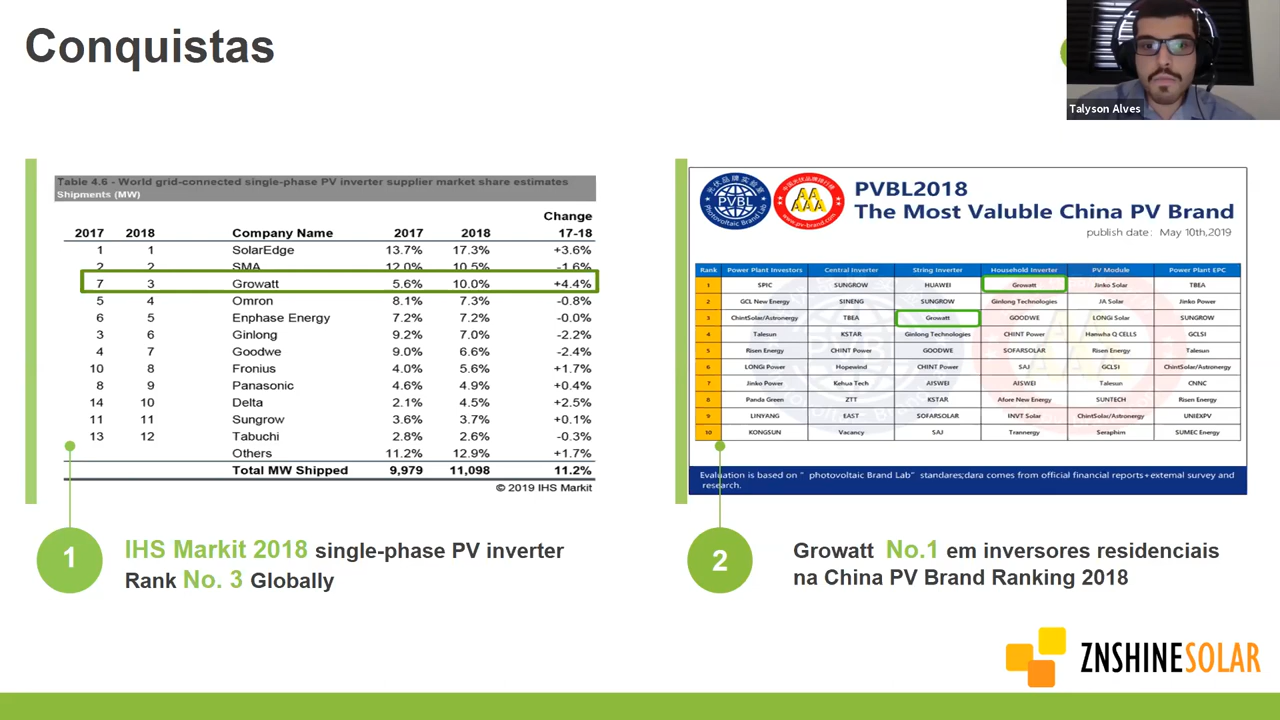 Conquistas
Talyson Alves
Table 4.6 - World grid-connected single-phase PV inverter supplier market share estimates
Shipments (MW)
Change
2017 2018 Company Name 2017 2018 17-18
1 1 SolarEdge 13.7% 17.3% +3.6%
2 2 SMA 12.0% 10.5% -1.6%
7 3 Growatt 5.6% 10.0% +4.4%
5 4 Omron 8.1% 7.3% -0.8%
6 5 Enphase Energy 7.2% 7.2% -0.0%
3 6 Ginlong 9.2% 7.0% -2.2%
4 7 Goodwe 9.0% 6.6% -2.4%
10 8 Fronius 4.0% 5.6% +1.7%
8 9 Panasonic 4.6% 4.9% +0.4%
14 10 Delta 2.1% 4.5% +2.5%
11 11 Sungrow 3.6% 3.7% +0.1%
13 12 Tabuchi 2.8% 2.6% -0.3%
Others 11.2% 12.9% +1.7%
Total MW Shipped 9,979 11,098 11.2%
© 2019 IHS Markit
1
IHS Markit 2018 single-phase PV inverter
Rank No. 3 Globally
PVBL
PVBL2018
The Most Valuble China PV Brand
publish date: May 10th,2019
Rank Power Plant Investors Central Inverter String Inverter Household Inverter PV Module Power Plant EPC
1 SPIC SUNGROW HUAWEI Growatt Jinko Solar TBEA
2 GCL New Energy SINENG SUNGROW Ginlong Technologies JA Solar Jinko Power
3 ChintSolar/Astronergy TBEA Growatt GOODWE LONGi Solar SUNGROW
4 Talesun KSTAR Ginlong Technologies CHINT Power Hanwha Q CELLS GCLSI
5 Risen Energy CHINT Power GOODWE SOFARSOLAR Risen Energy Talesun
6 LONGi Power Hopewind CHINT Power SAJ GCLSI ChintSolar/Astronergy
7 Jinko Power Kehua Tech AISWEI AISWEI Talesun CNNC
8 Panda Green ZTT KSTAR Afore New Energy SUNTECH Risen Energy
9 LINYANG EAST SOFARSOLAR INVT Solar ChintSolar/Astronergy UNIEXPV
10 KONGSUN Vacancy SAJ Trannergy Seraphim SUMEC Energy
Evaluation is based on " photovoltaic Brand Lab" standares;dara comes from official financial reports+external survey and
research.
2
Growatt No.1 em inversores residenciais
na China PV Brand Ranking 2018
ZNSHINESOLAR